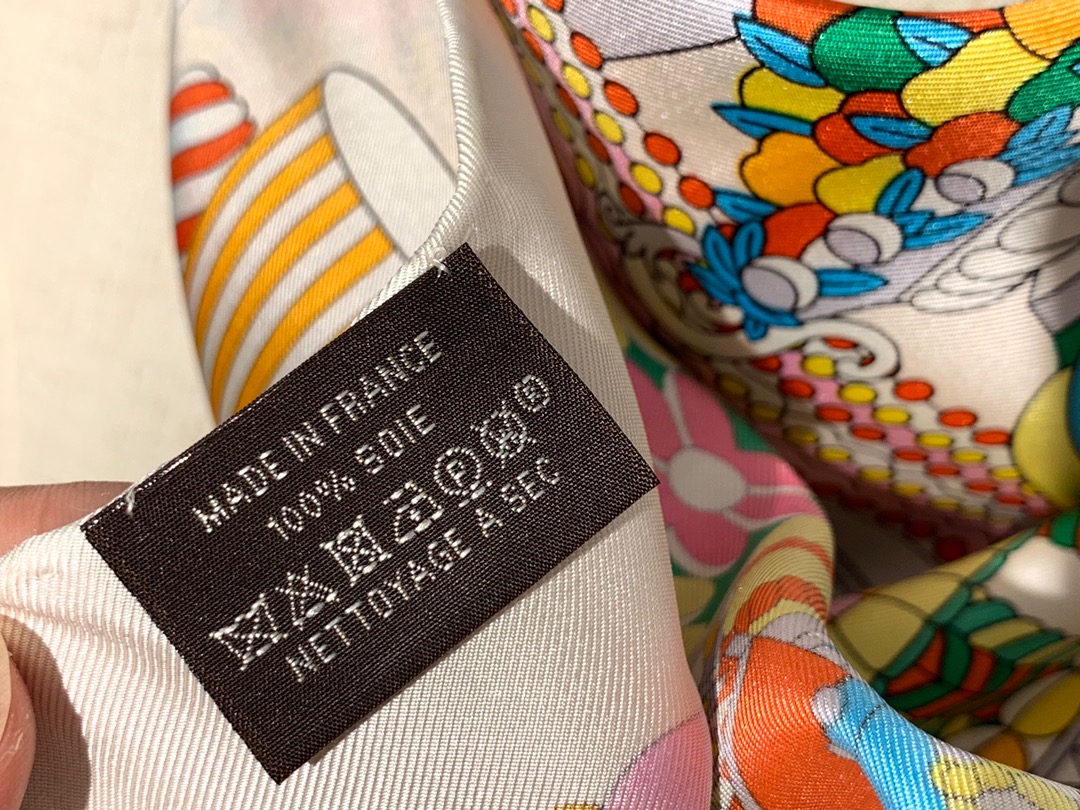 MADE IN FRANCE
100% SOIE
P W
NETTOYAGE A SEC